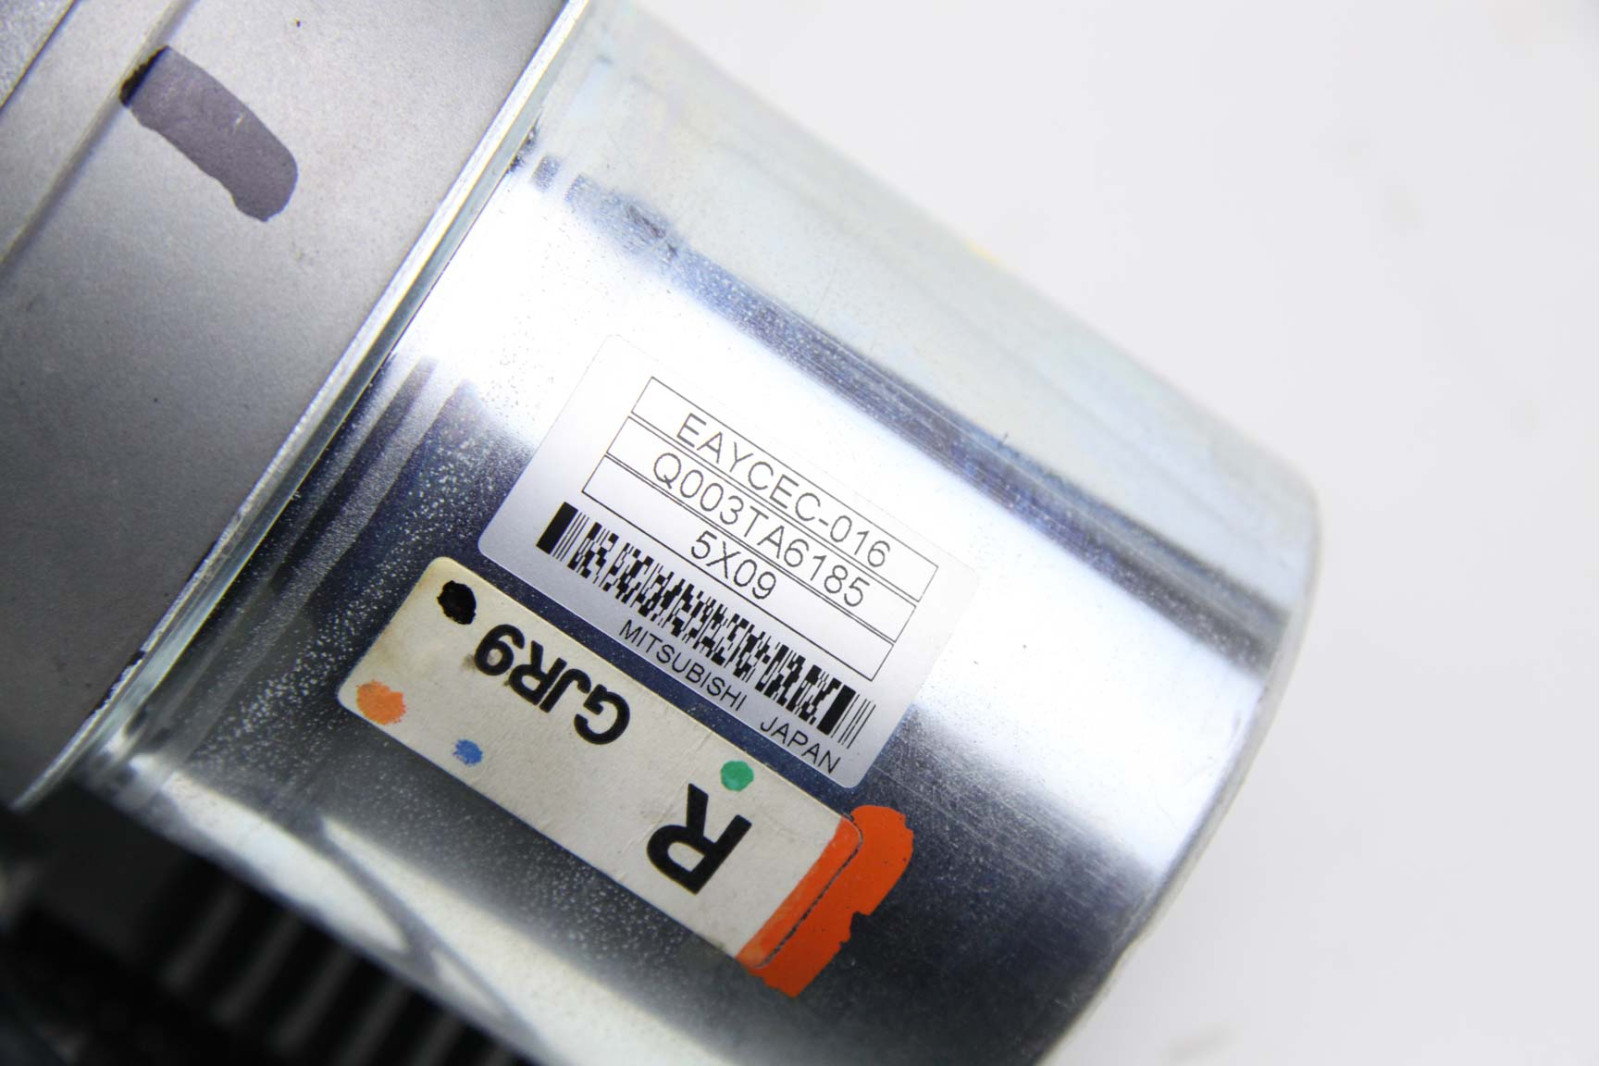 EAYCEC-016
Q003TA6185
5X09
MITSUBISHI JAPAN
GJR9
R